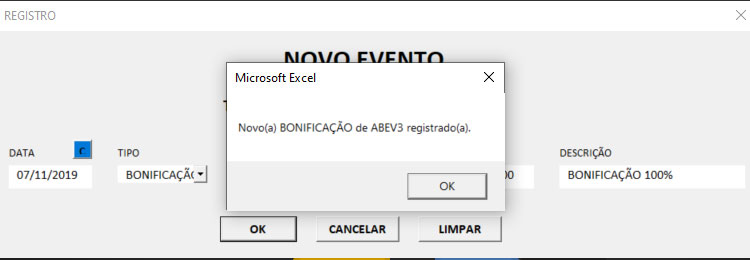 REGISTRO
NOVO EVENTO
Microsoft Excel
Novo(a) BONIFICAÇÃO de ABEV3 registrado(a).
OK
DATA
c
TIPO
DESCRIÇÃO
07/11/2019
BONIFICAÇÃ
00
BONIFICAÇÃO 100%
OK
CANCELAR
LIMPAR